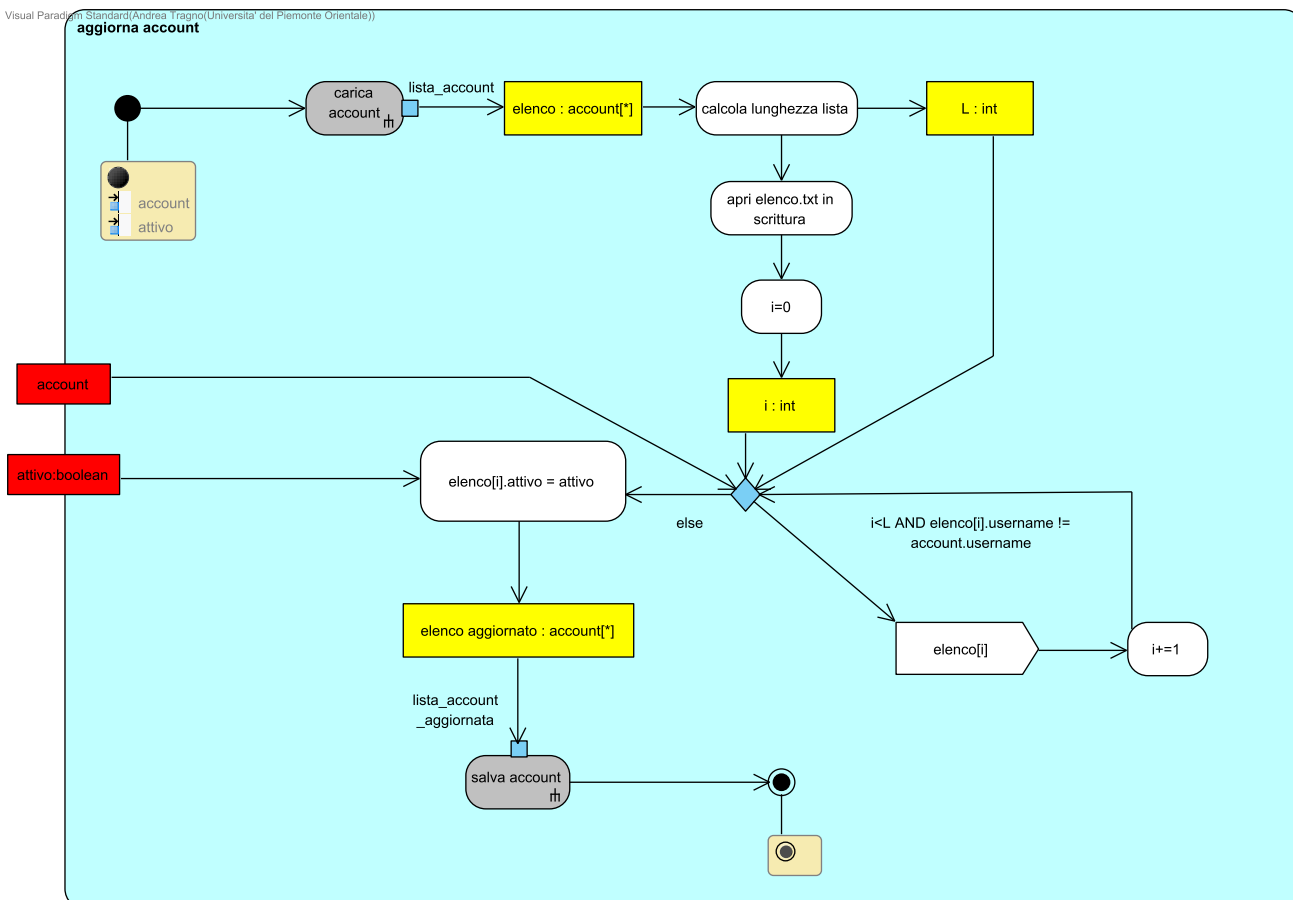 Visual Paradigm Standard(Andrea Tragno(Universita' del Piemonte Orientale))
aggiorna account
carica
account
lista_account
elenco : account[*]
calcola lunghezza lista
L : int
account
attivo
apri elenco.txt in
scrittura
i=0
account
i : int
attivo:boolean
elenco[i].attivo = attivo
else
i<L AND elenco[i].username !=
account.username
elenco aggiornato : account[*]
elenco[i]
i+=1
lista_account
_aggiornata
salva account